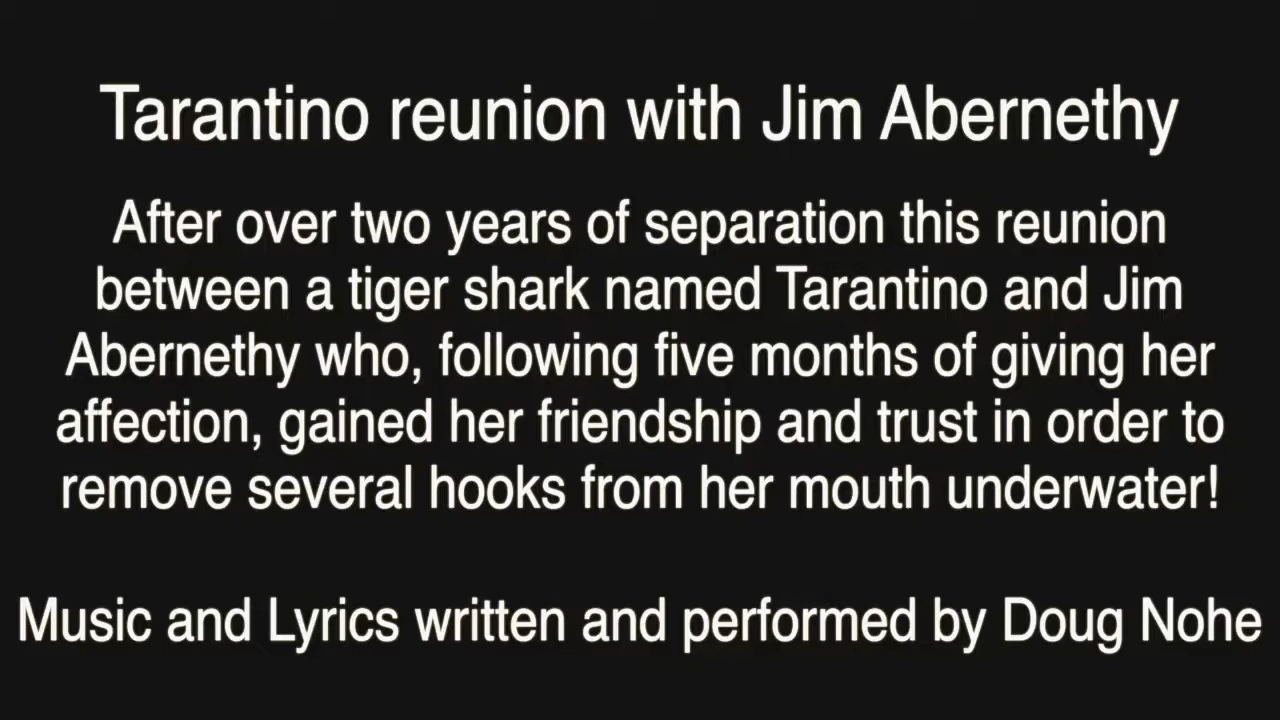 Tarantino reunion with Jim Abernethy
After over two years of separation this reunion
between a tiger shark named Tarantino and Jim
Abernethy who, following five months of giving her
affection, gained her friendship and trust in order to
remove several hooks from her mouth underwater!
Music and Lyrics written and performed by Doug Nohe